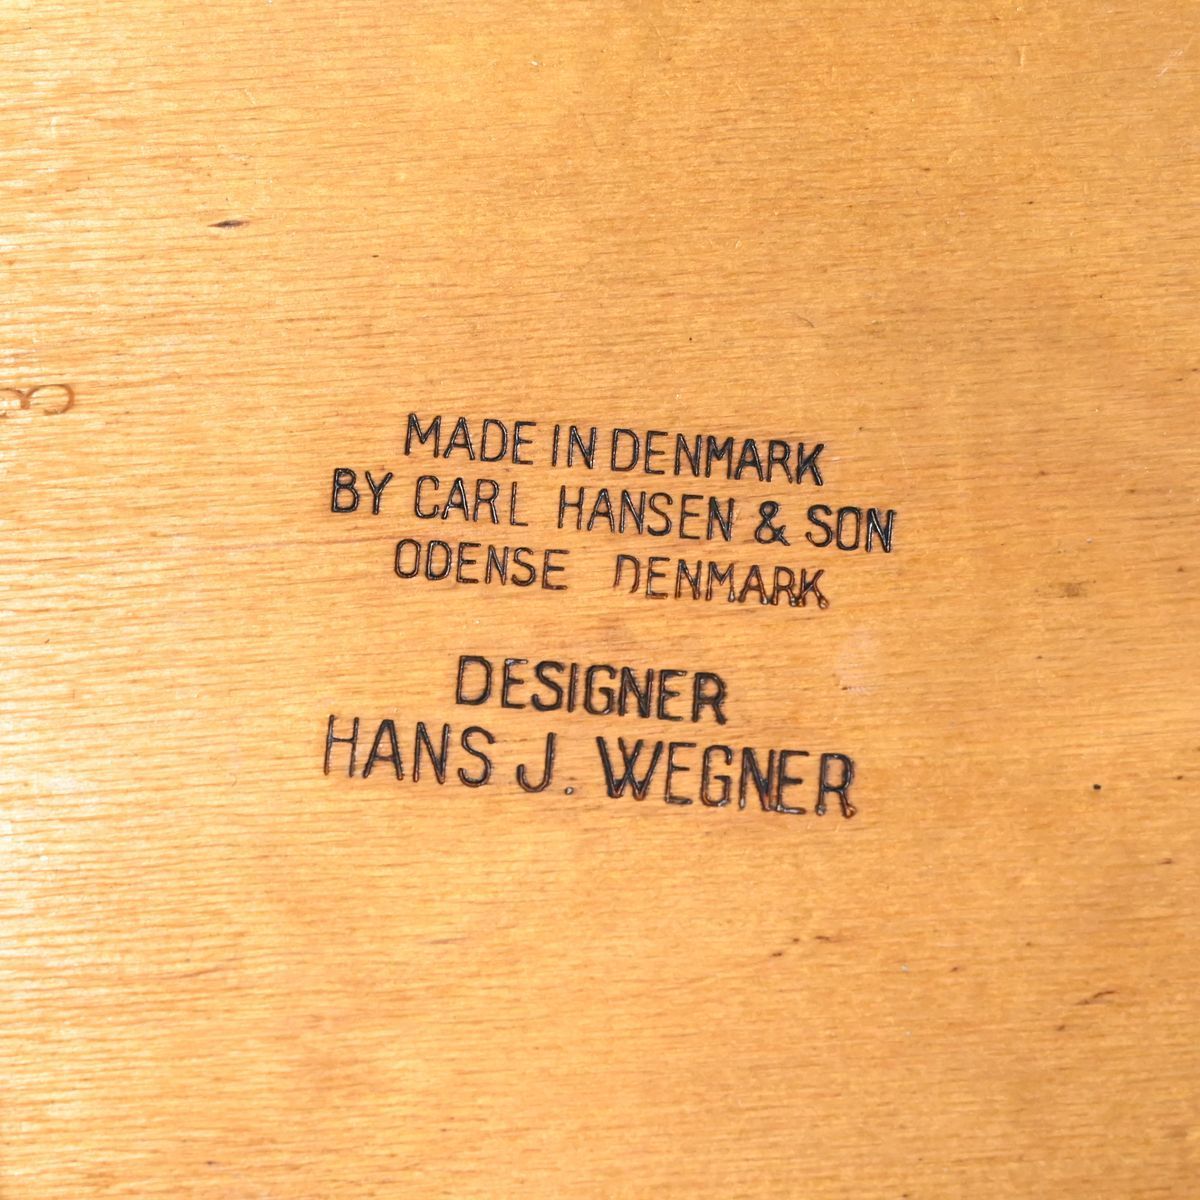 MADE IN DENMARK
BY CARL HANSEN & SON
ODENSE DENMARK
DESIGNER
HANS J. WEGNER